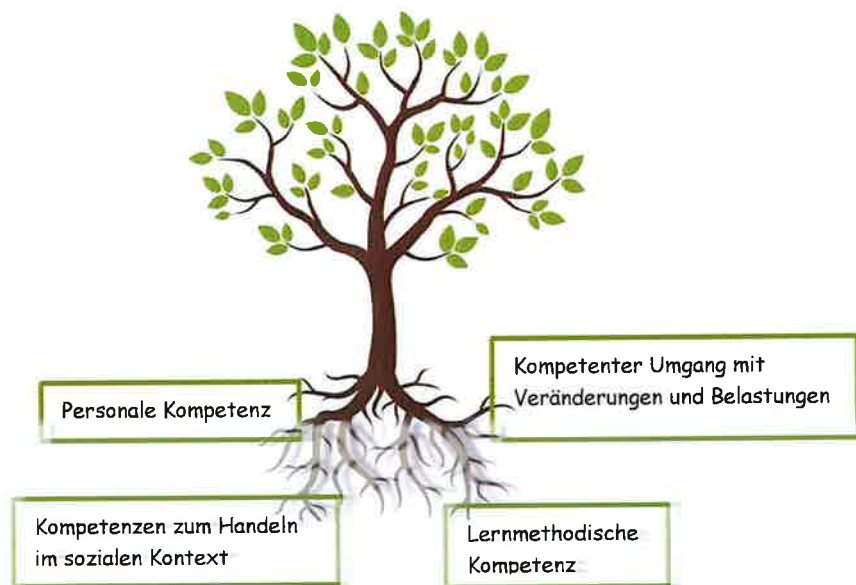 Personale Kompetenz
Kompetenter Umgang mit
Veränderungen und Belastungen
Kompetenzen zum Handeln
im sozialen Kontext
Lernmethodische
Kompetenz